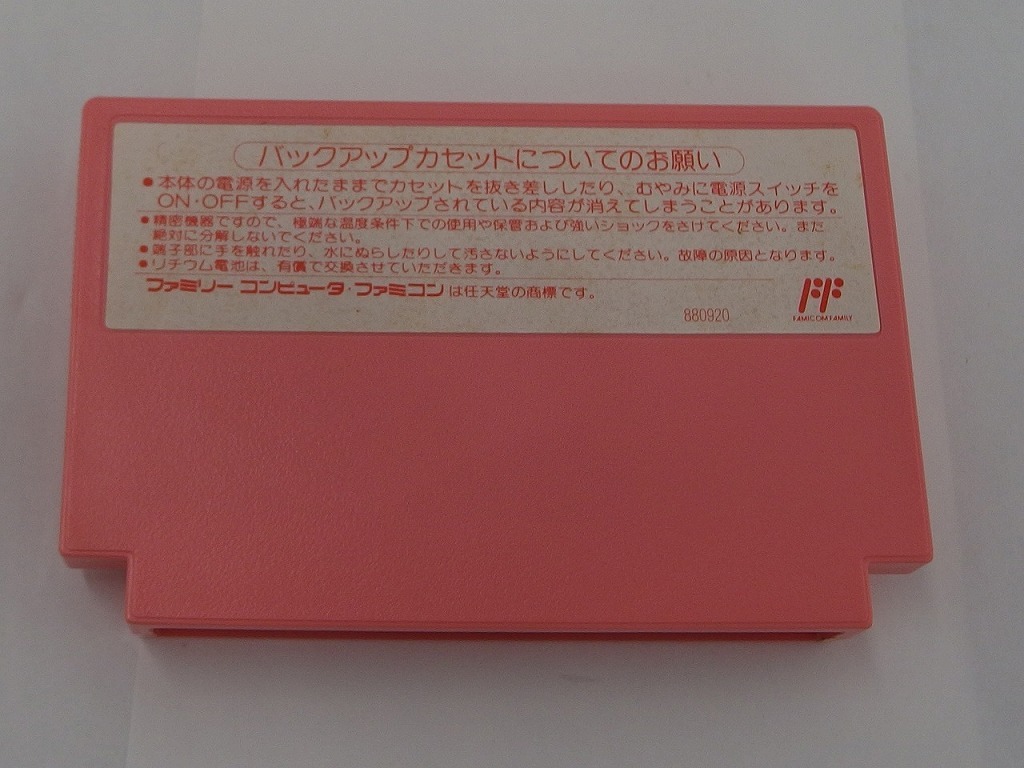 バックアップカセットについてのお願い
●本体の電源を入れたままでカセットを抜き差ししたり、むやみに電源スイッチを
ON・OFFすると、バックアップされている内容が消えてしまうことがあります。
●精密機器ですので、極端な温度条件下での使用や保管および強いショックをさけてください。また
絶対に分解しないでください。
●端子部に手を触れたり、水にぬらしたりして汚さないようにしてください。故障の原因となります。
●リチウム電池は、有償で交換させていただきます。
ファミリーコンピュータ・ファミコンは任天堂の商標です。
880920
FAMICOM FAMILY